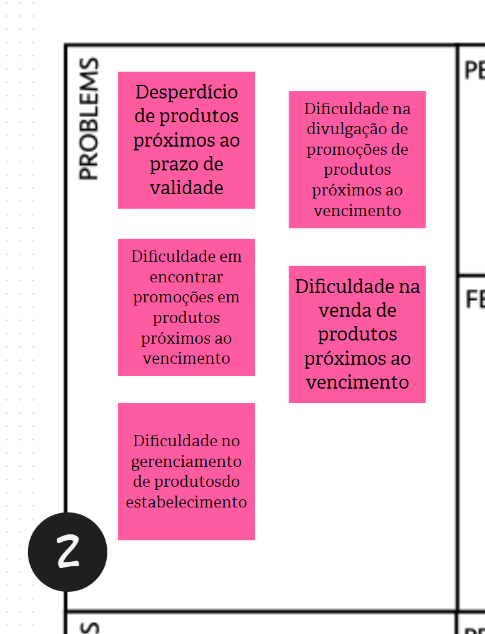 PROBLEMS
Desperdício
de produtos
próximos ao
prazo de
validade
Dificuldade na
divulgação de
promoções de
produtos
próximos ao
vencimento
Dificuldade em
encontrar
promoções em
produtos
próximos ao
vencimento
Dificuldade na
venda de
produtos
próximos ao
vencimento
Dificuldade no
gerenciamento
de produtosdo
estabelecimento
2
PE
FE
S